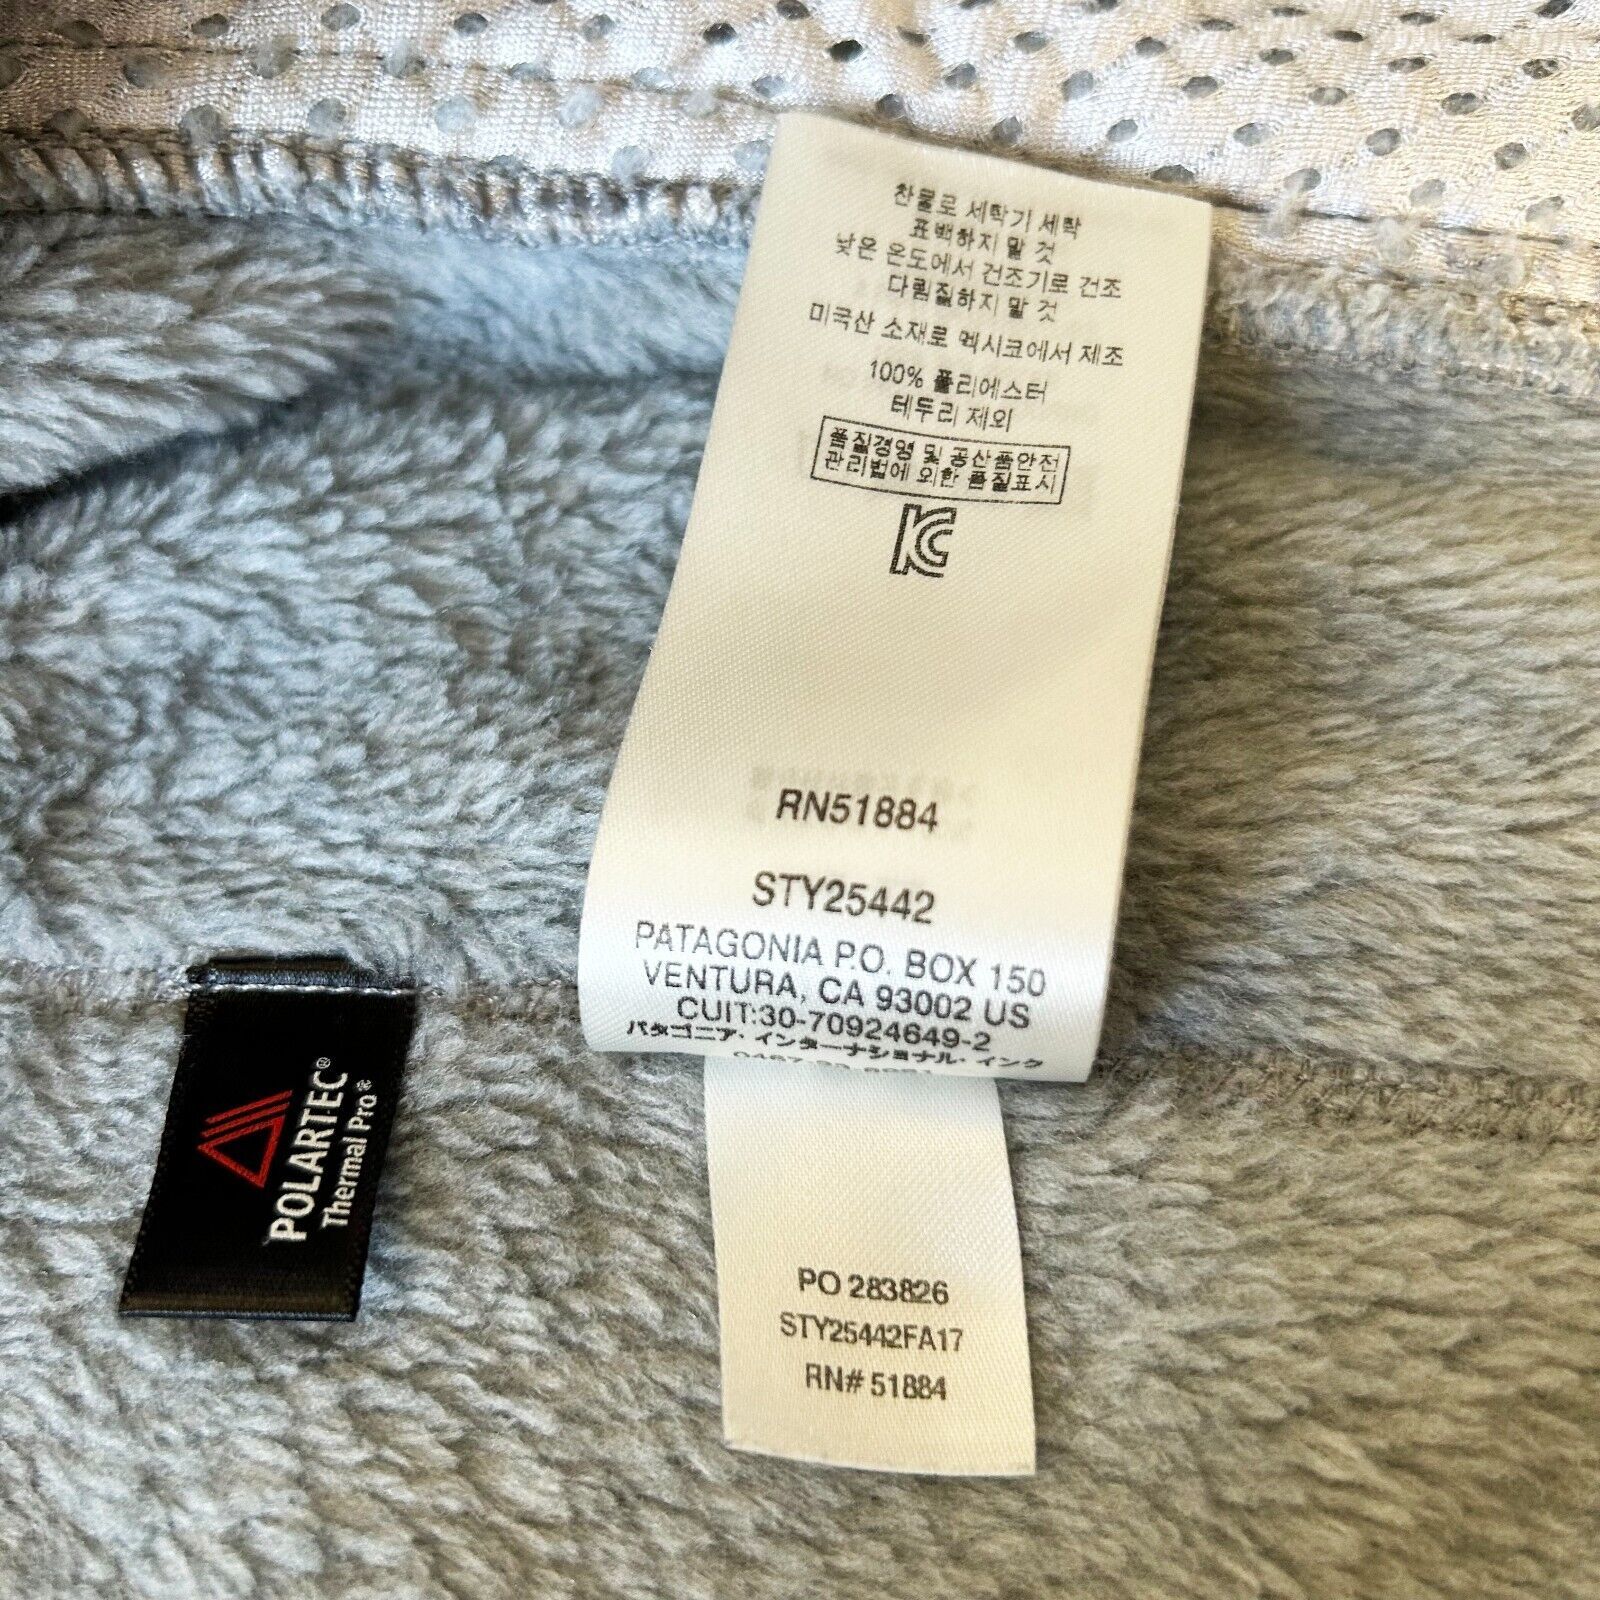 찬물로 세탁기 세탁
표백하지 말 것
낮은 온도에서 건조기로 건조
다림질하지 말 것
미국산 소재로 멕시코에서 제조
100% 폴리에스터
테두리 제외
품질경영 및 공산품안전
관리법에 의한 품질표시
KC
RN51884
STY25442
PATAGONIA P.O. BOX 150
VENTURA, CA 93002 US
CUIT:30-70924649-2
パタゴニア・インターナショナル・インク
POLARTEC®
Thermal Pro®
PO 283826
STY25442FA17
RN# 51884